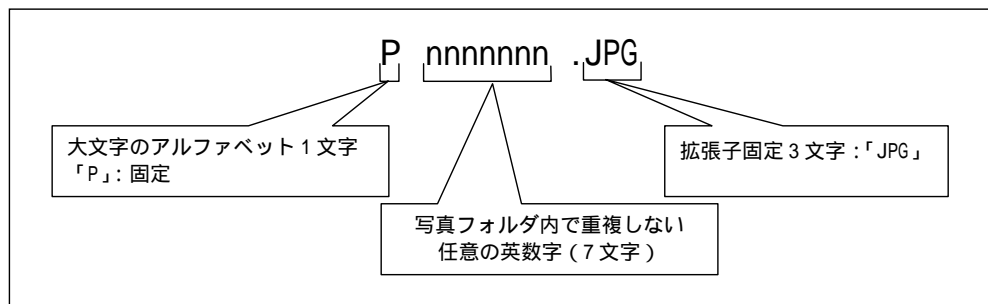 P nnnnnnn .JPG
大文字のアルファベット1文字
「P」：固定
拡張子固定3文字：「JPG」
写真フォルダ内で重複しない
任意の英数字（7文字）